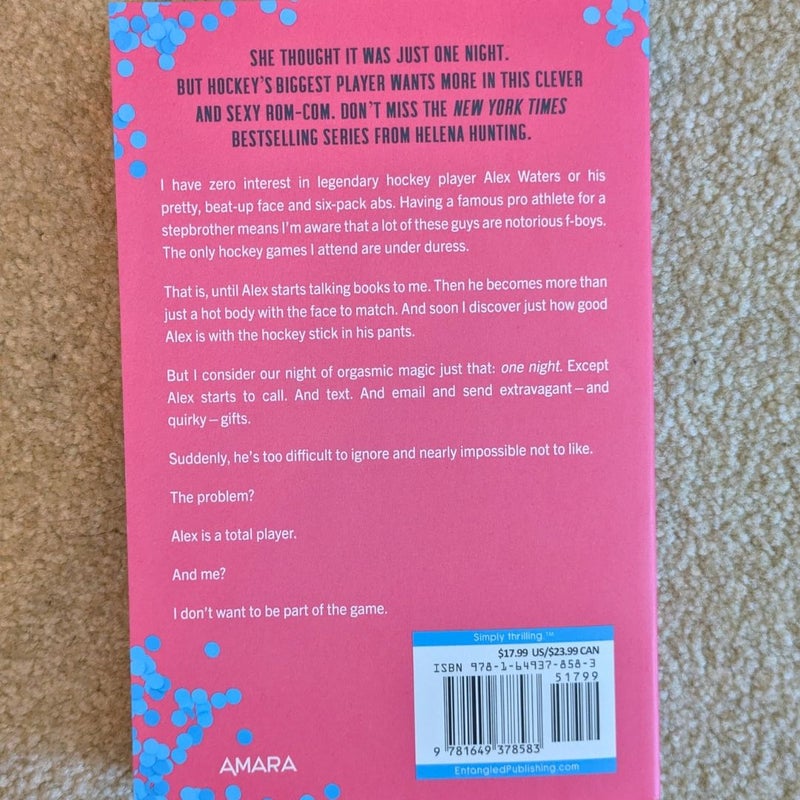 SHE THOUGHT IT WAS JUST ONE NIGHT.
BUT HOCKEY'S BIGGEST PLAYER WANTS MORE IN THIS CLEVER
AND SEXY ROM-COM. DON'T MISS THE NEW YORK TIMES
BESTSELLING SERIES FROM HELENA HUNTING.
I have zero interest in legendary hockey player Alex Waters or his
pretty, beat-up face and six-pack abs. Having a famous pro athlete for a
stepbrother means I'm aware that a lot of these guys are notorious f-boys.
The only hockey games I attend are under duress.
That is, until Alex starts talking books to me. Then he becomes more than
just a hot body with the face to match. And soon I discover just how good
Alex is with the hockey stick in his pants.
But I consider our night of orgasmic magic just that: one night. Except
Alex starts to call. And text. And email and send extravagant—and
quirky—gifts.
Suddenly, he's too difficult to ignore and nearly impossible not to like.
The problem?
Alex is a total player.
And me?
I don't want to be part of the game.
Simply thrilling.™
$17.99 US/$23.99 CAN
ISBN 978-1-64937-858-3
51799
9 781649 378583
EntangledPublishing.com
AMARA